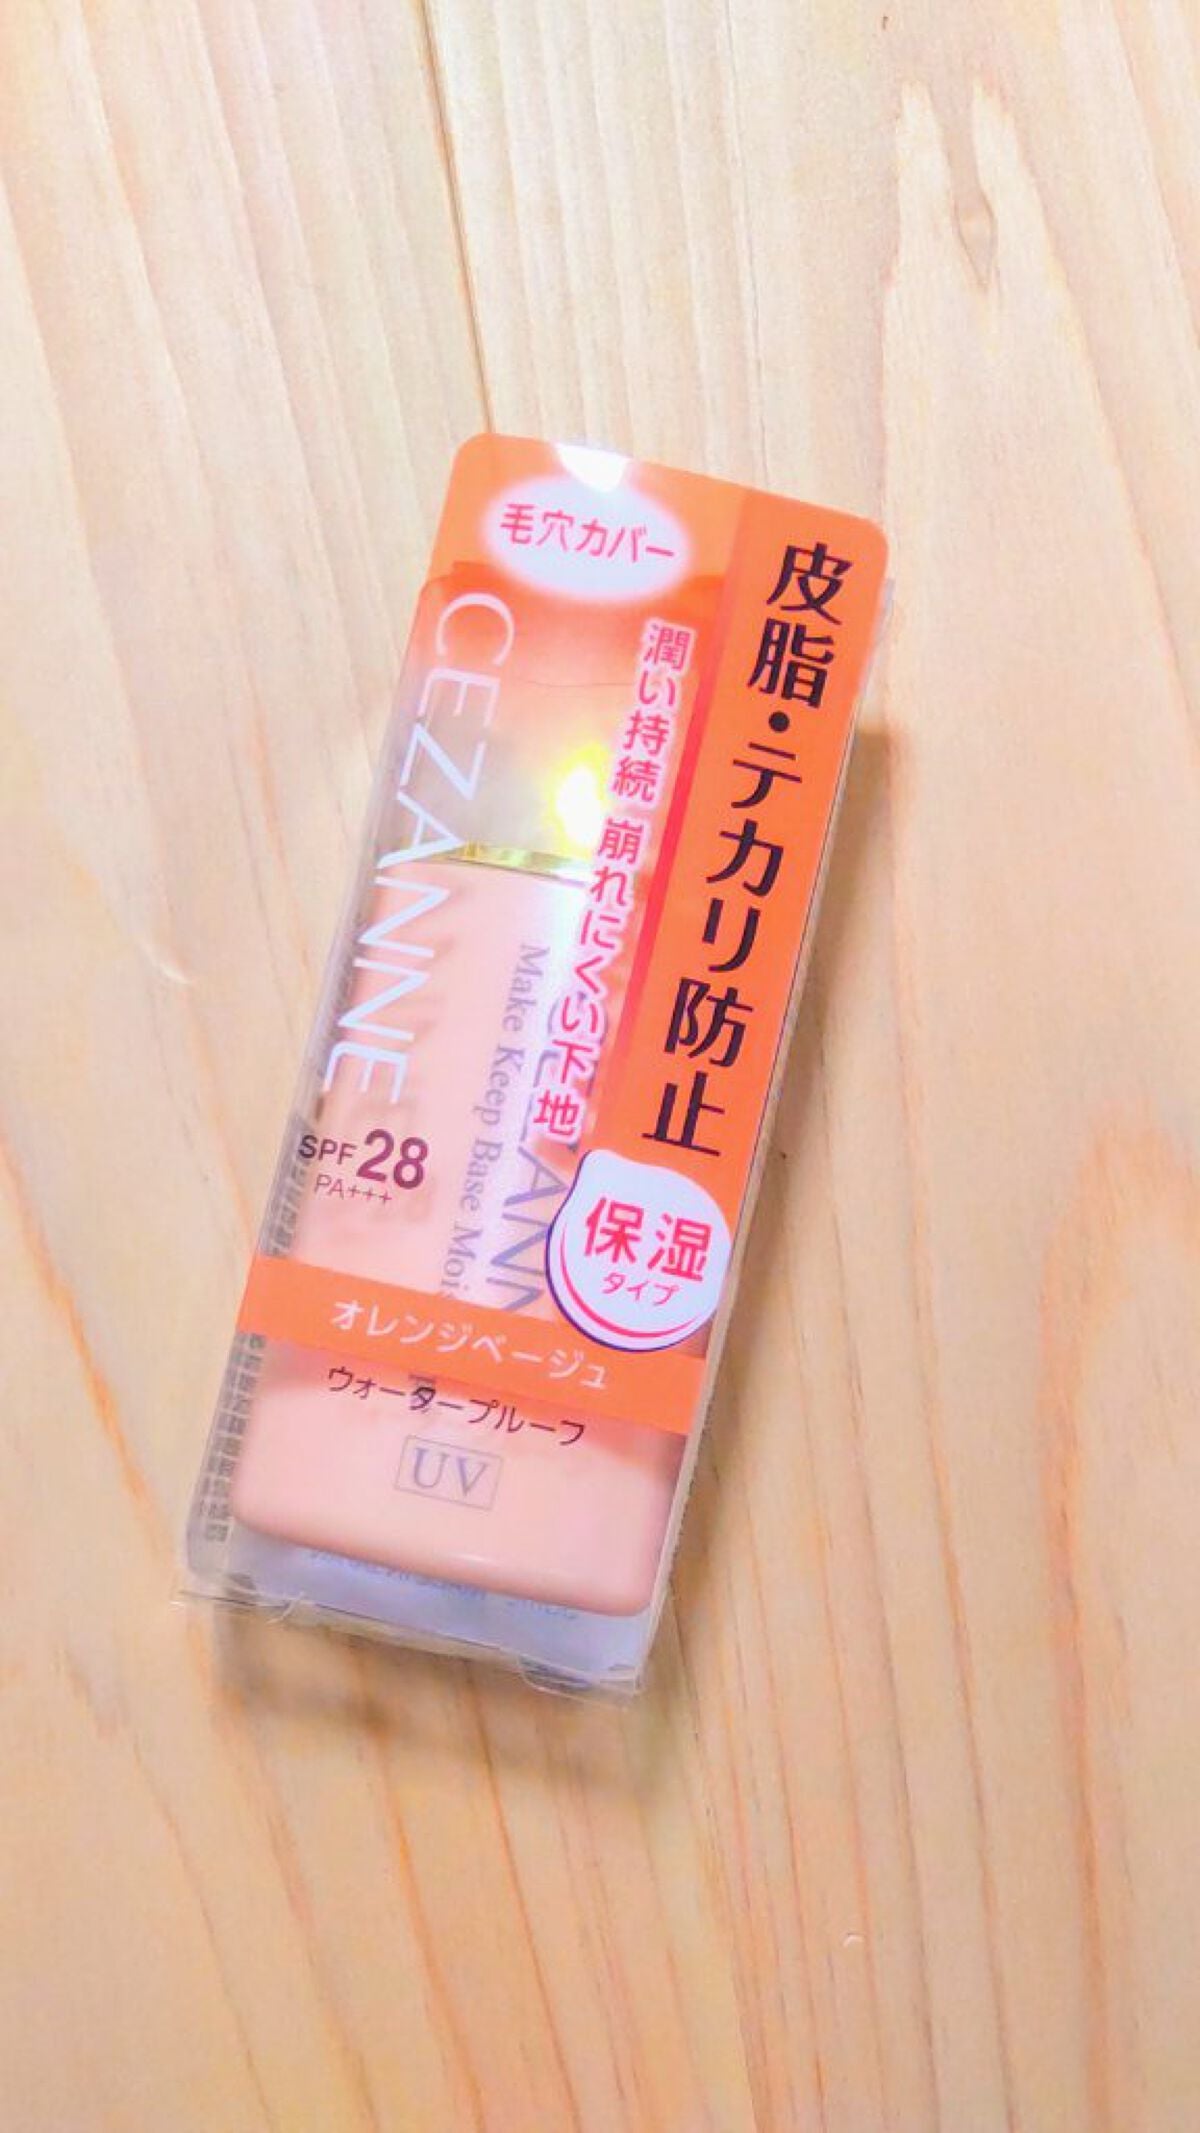 毛穴カバー
皮脂・テカリ防止
潤い持続 崩れにくい下地
CEZANNE
Make Keep Base Mois
SPF 28
PA+++
保湿
タイプ
オレンジベージュ
ウォータープルーフ
UV